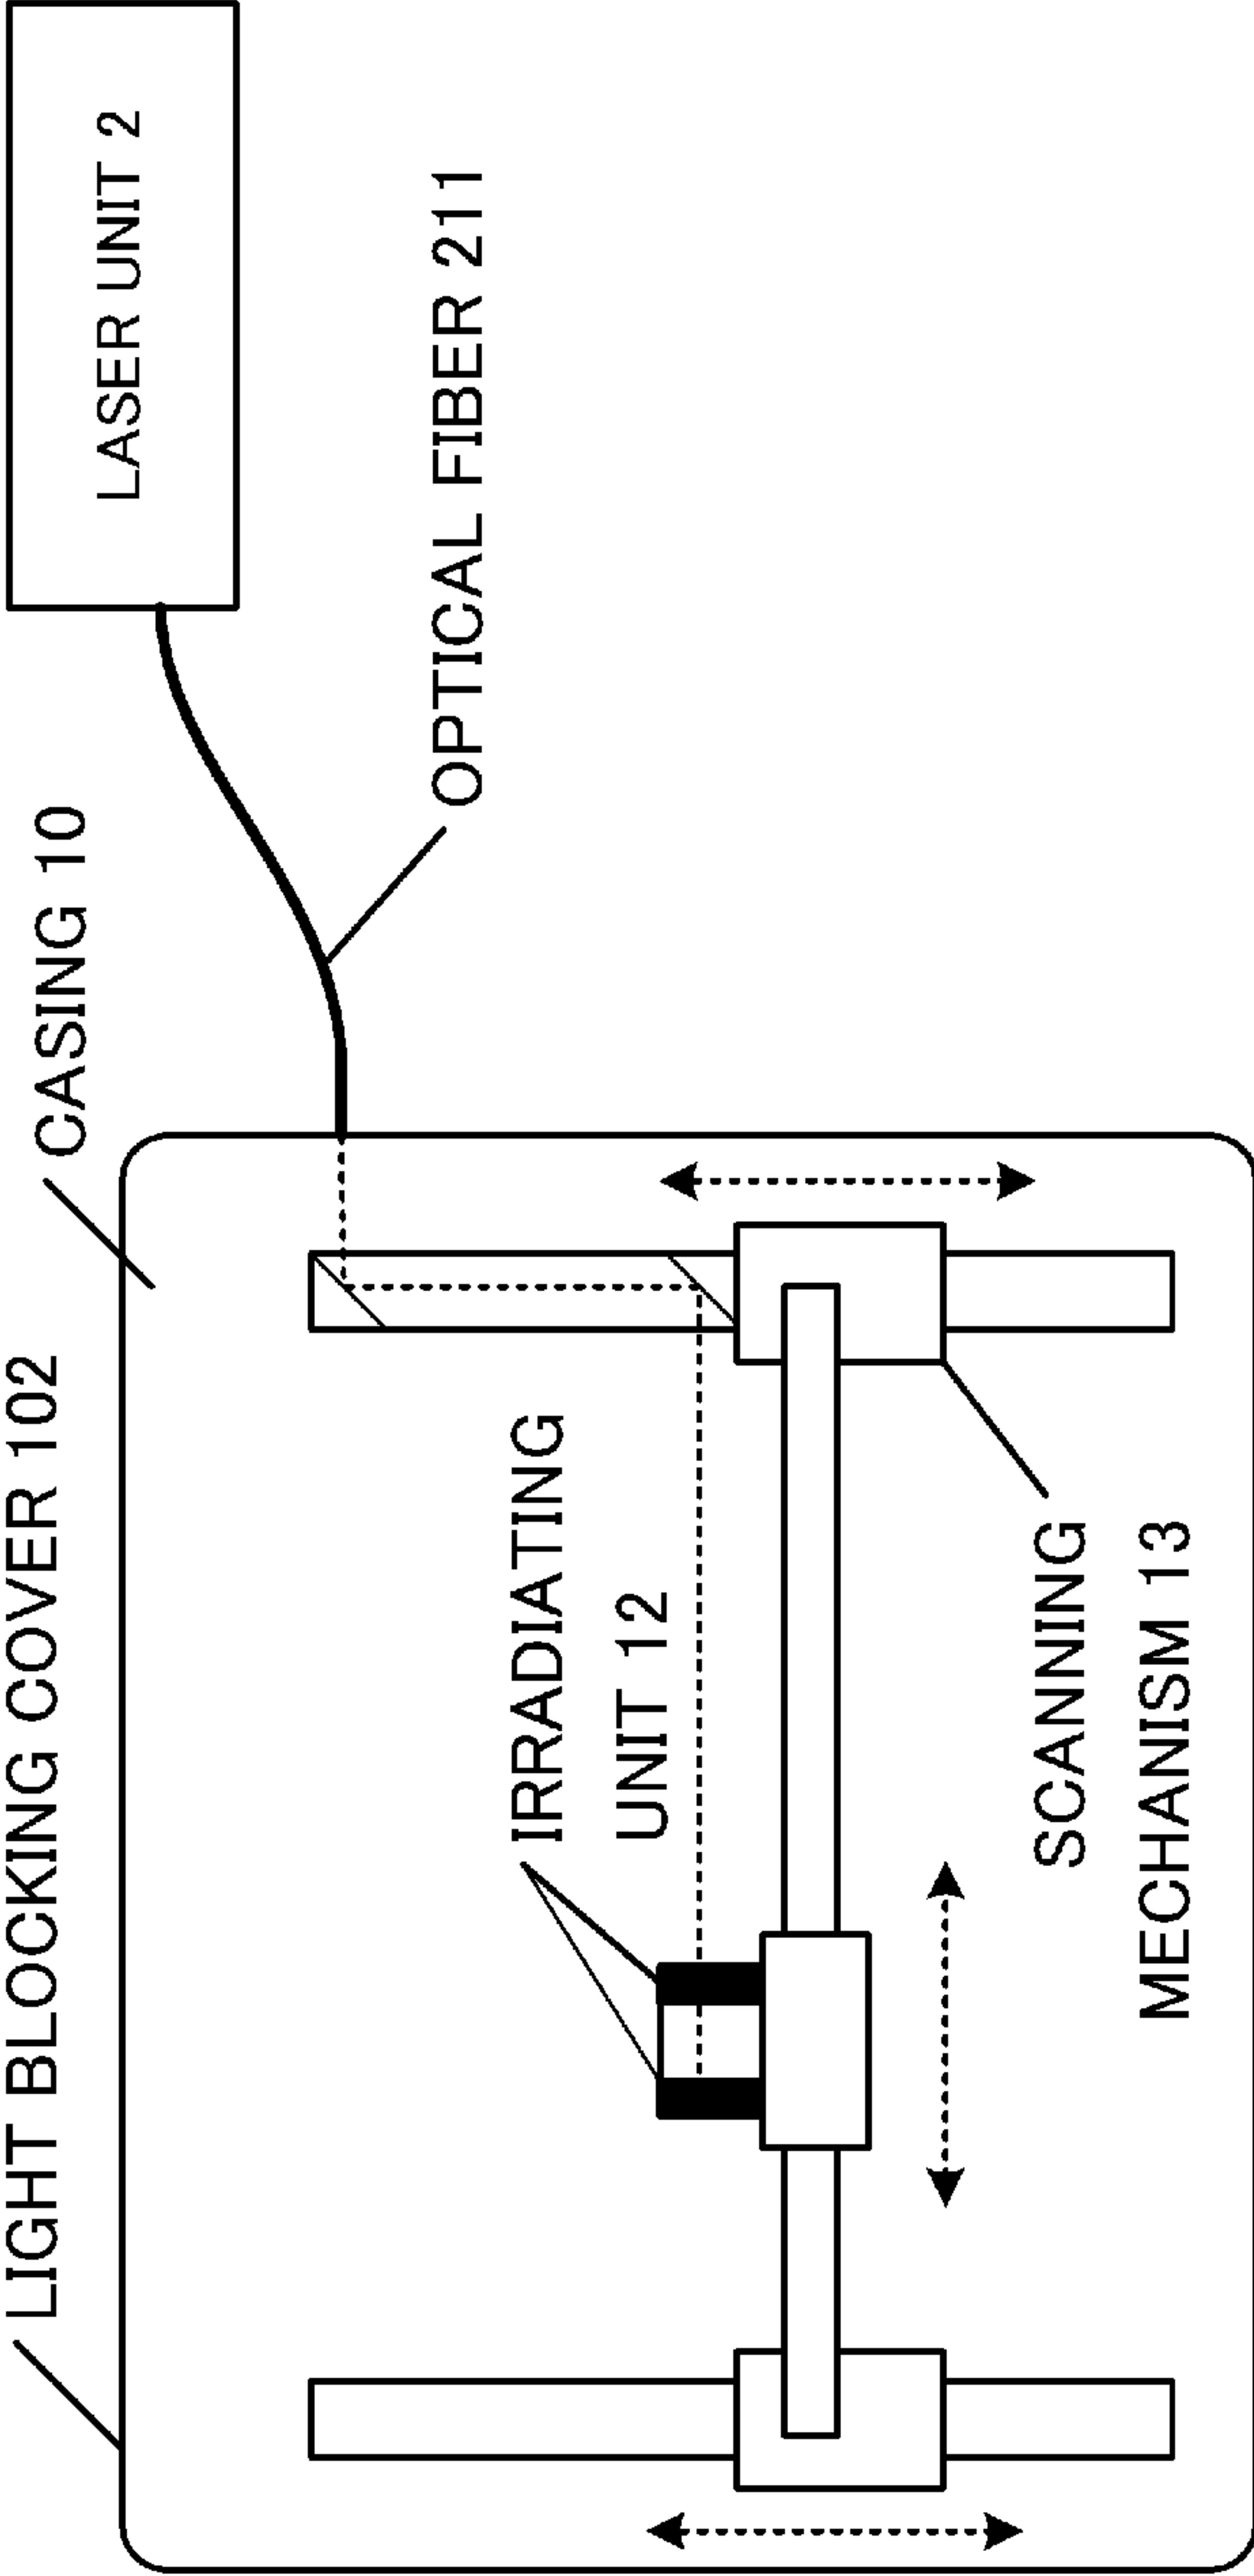 LIGHT BLOCKING COVER 102
CASING 10
LASER UNIT 2
OPTICAL FIBER 211
IRRADIATING
UNIT 12
SCANNING
MECHANISM 13